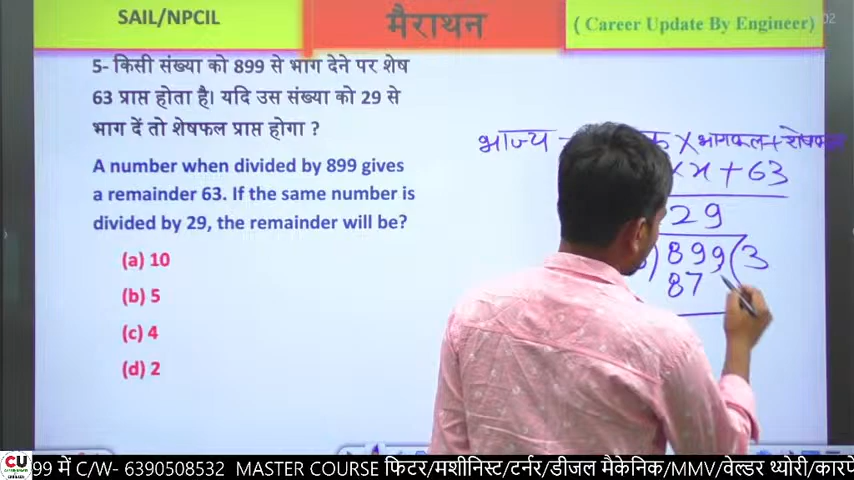 SAIL/NPCIL
मैराथन
( Career Update By Engineer)
02
5- किसी संख्या को 899 से भाग देने पर शेष
63 प्राप्त होता है। यदि उस संख्या को 29 से
भाग दें तो शेषफल प्राप्त होगा ?
A number when divided by 899 gives
a remainder 63. If the same number is
divided by 29, the remainder will be?
(a) 10
(b) 5
(c) 4
(d) 2
भाज्य क × भागफल + शेषफल
× x + 63
29
) 899 ( 3
87
CU
99 में C/W- 6390508532 MASTER COURSE फिटर/मशीनिस्ट/टर्नर/डीजल मैकेनिक/MMV/वेल्डर थ्योरी/कारपे